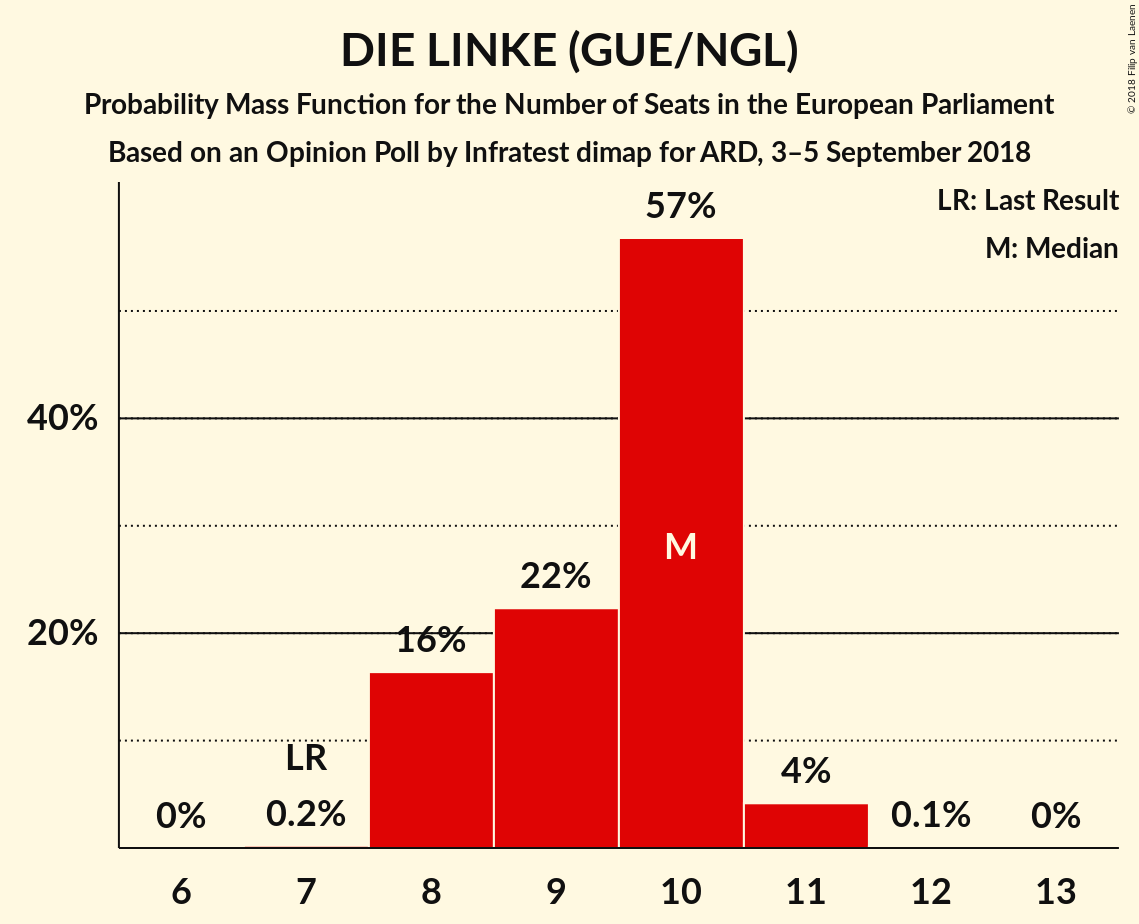 DIE LINKE (GUE/NGL)
Probability Mass Function for the Number of Seats in the European Parliament
Based on an Opinion Poll by Infratest dimap for ARD, 3–5 September 2018
© 2018 Filip van Laenen
LR: Last Result
M: Median
57%
40%
M
22%
20%
16%
LR
4%
0%
0.2%
0.1%
0%
6 7 8 9 10 11 12 13